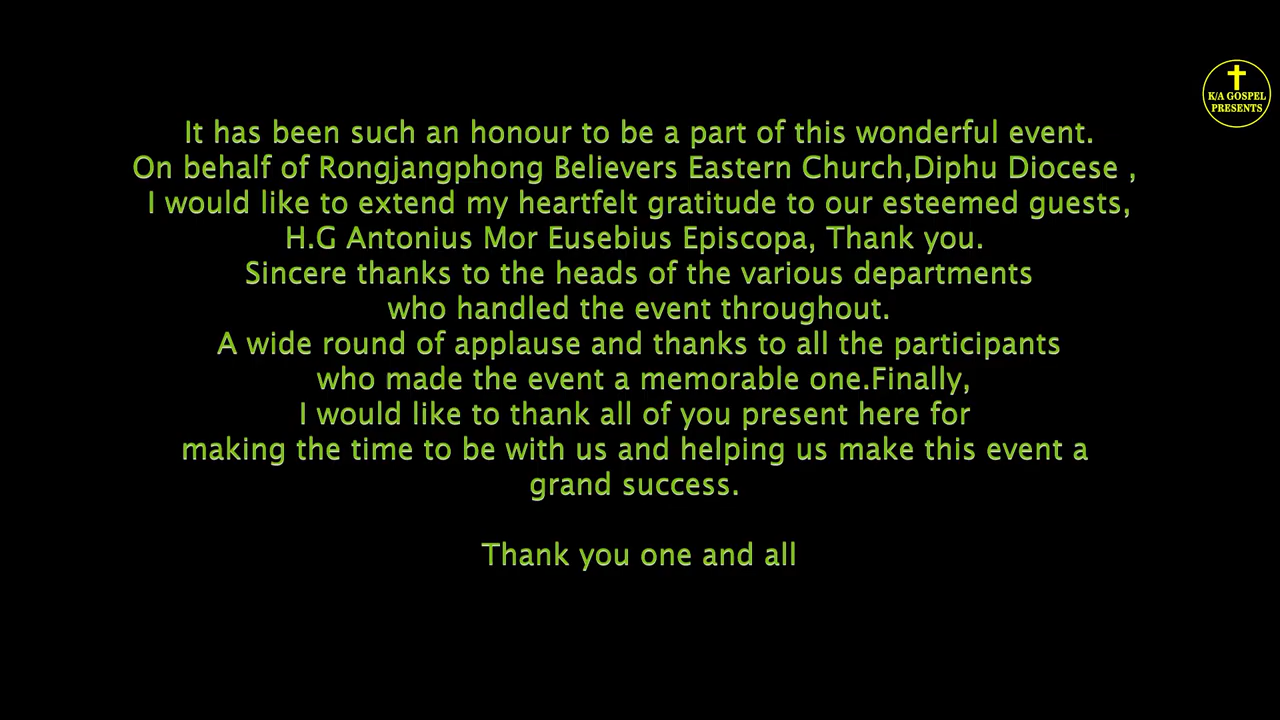 K/A GOSPEL
PRESENTS
It has been such an honour to be a part of this wonderful event.
On behalf of Rongjangphong Believers Eastern Church,Diphu Diocese ,
I would like to extend my heartfelt gratitude to our esteemed guests,
H.G Antonius Mor Eusebius Episcopa, Thank you.
Sincere thanks to the heads of the various departments
who handled the event throughout.
A wide round of applause and thanks to all the participants
who made the event a memorable one.Finally,
I would like to thank all of you present here for
making the time to be with us and helping us make this event a
grand success.
Thank you one and all